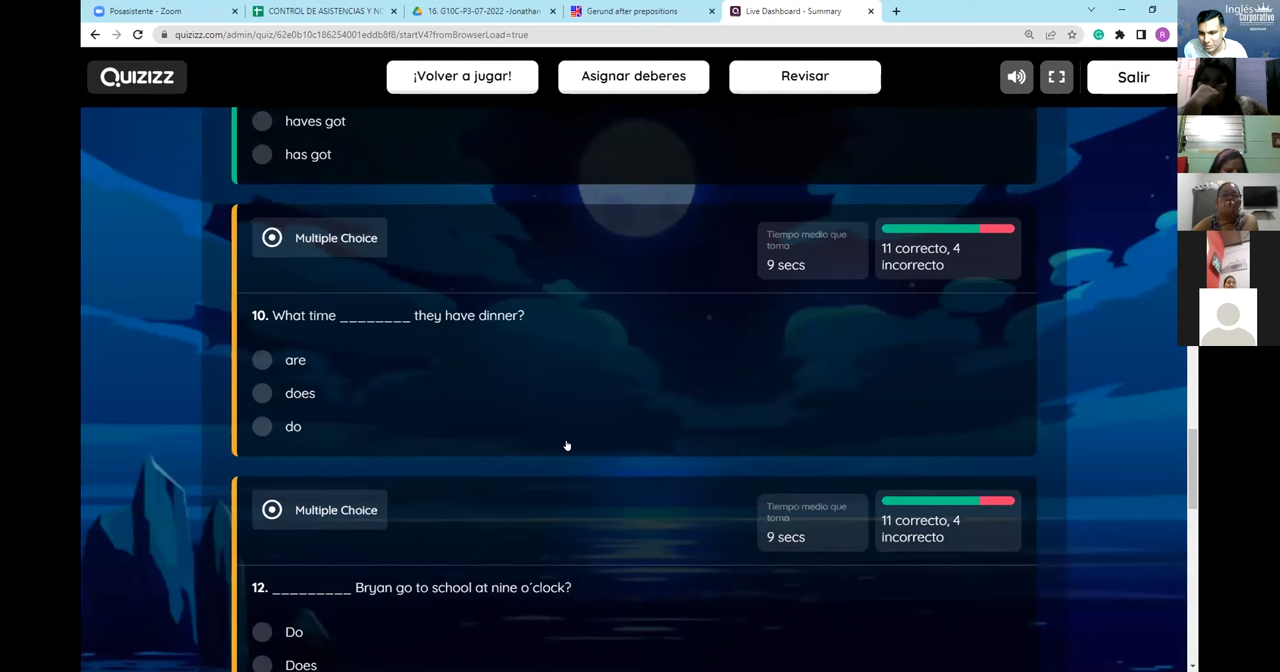 Posasistente - Zoom
CONTROL DE ASISTENCIAS Y NO
16. G10C-P3-07-2022 -Jonathan
Gerund after prepositions
Live Dashboard - Summary
quizizz.com/admin/quiz/62e0b10c186254001eddb8f8/startV4?fromBrowserLoad=true
R
Inglés
Corporativo
QUIZIZZ
¡Volver a jugar!
Asignar deberes
Revisar
Salir
haves got
has got
Multiple Choice
Tiempo medio que
toma
9 secs
11 correcto, 4
incorrecto
10. What time ________ they have dinner?
are
does
do
Multiple Choice
Tiempo medio que
toma
9 secs
11 correcto, 4
incorrecto
12. _________ Bryan go to school at nine o´clock?
Do
Does